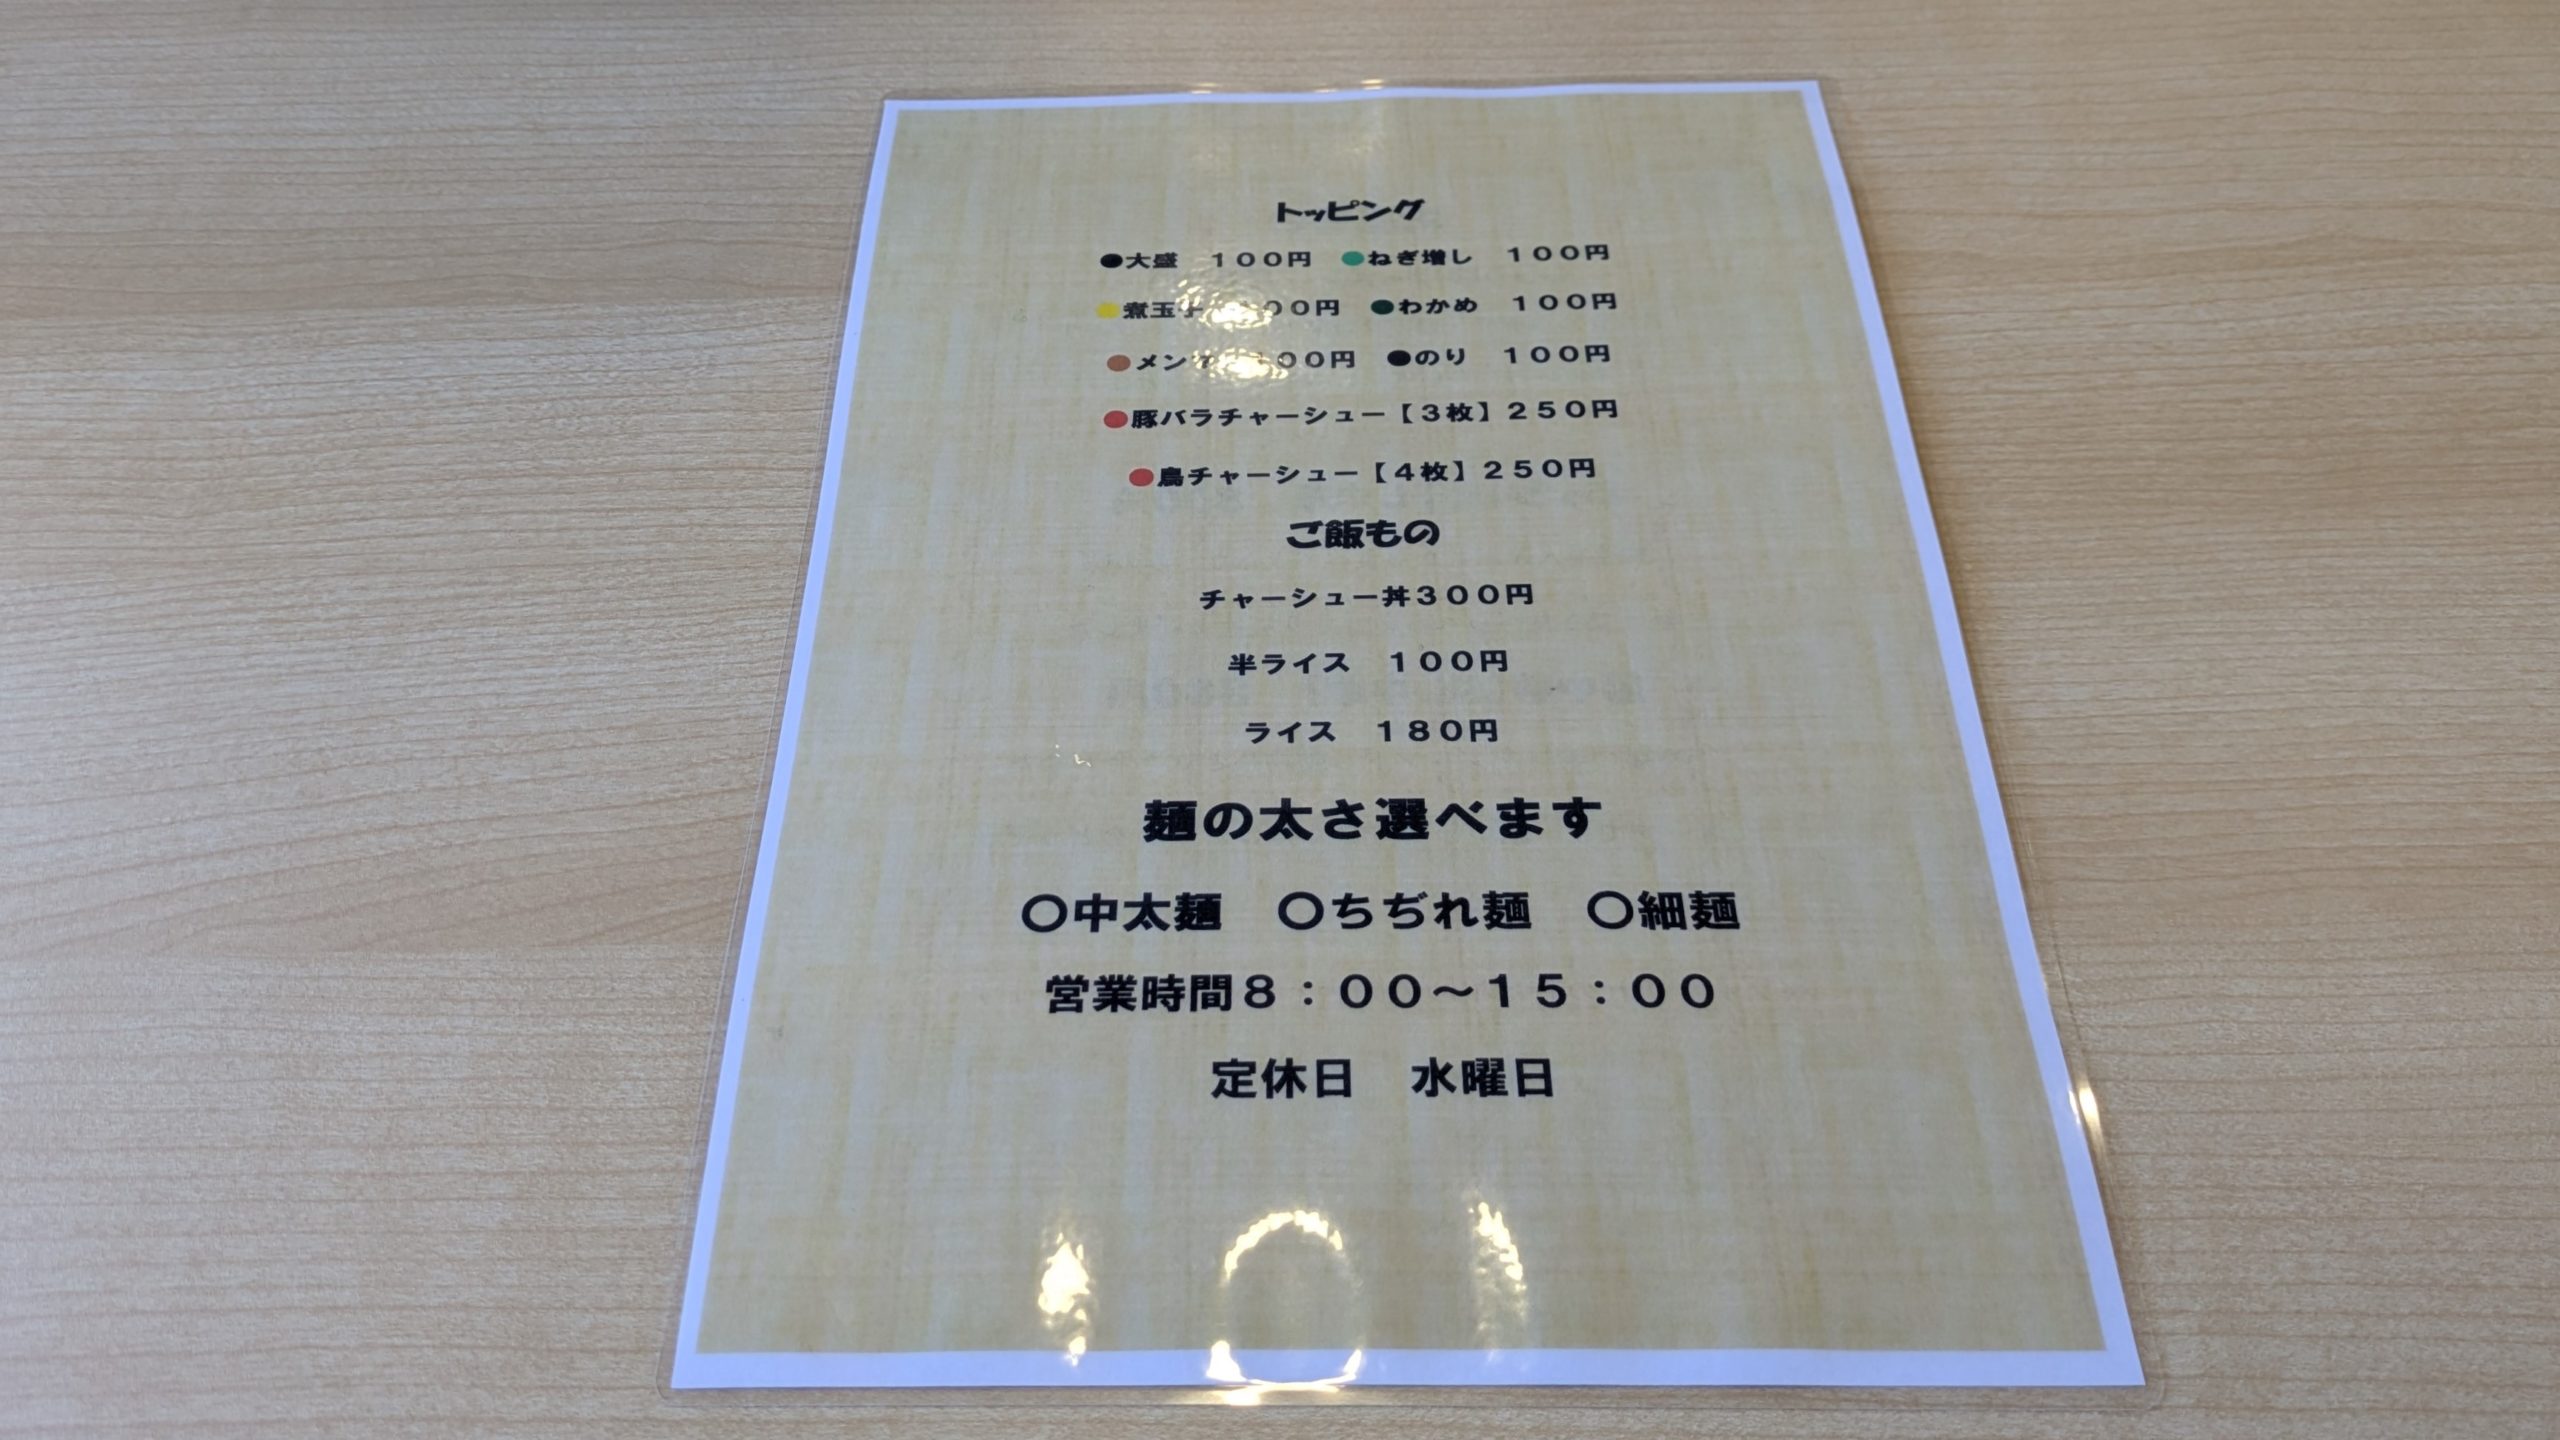 トッピング
●大盛　１００円　●ねぎ増し　１００円
●煮玉子　００円　●わかめ　１００円
●メンマ　００円　●のり　１００円
●豚バラチャーシュー【３枚】２５０円
●鳥チャーシュー【４枚】２５０円
ご飯もの
チャーシュー丼３００円
半ライス　１００円
ライス　１８０円
麺の太さ選べます
〇中太麺　〇ちぢれ麺　〇細麺
営業時間８：００～１５：００
定休日　水曜日